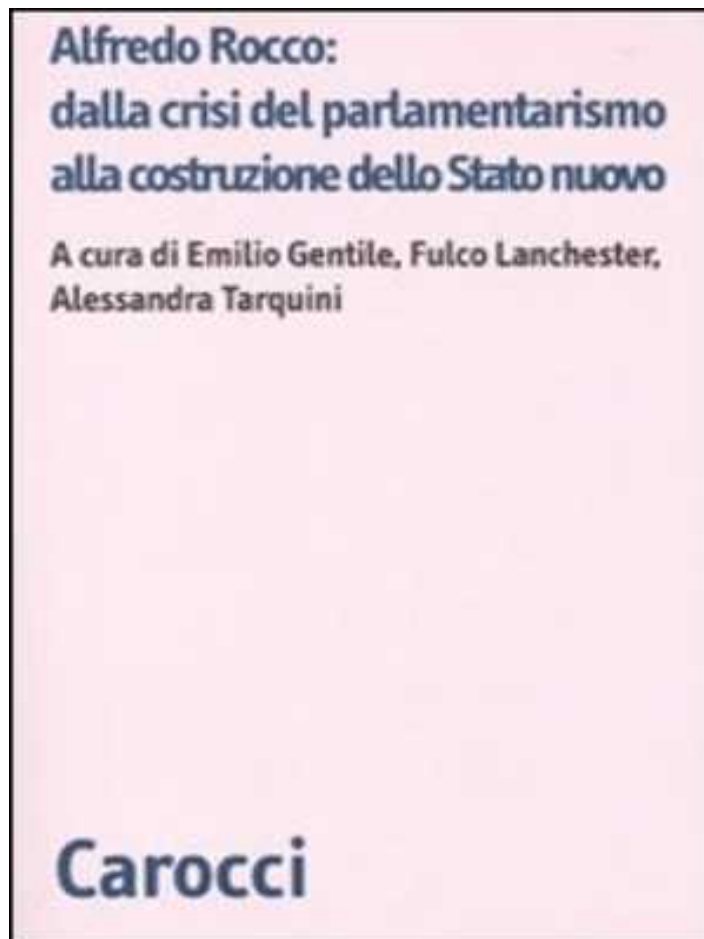 Alfredo Rocco:
dalla crisi del parlamentarismo
alla costruzione dello Stato nuovo
A cura di Emilio Gentile, Fulco Lanchester,
Alessandra Tarquini
Carocci